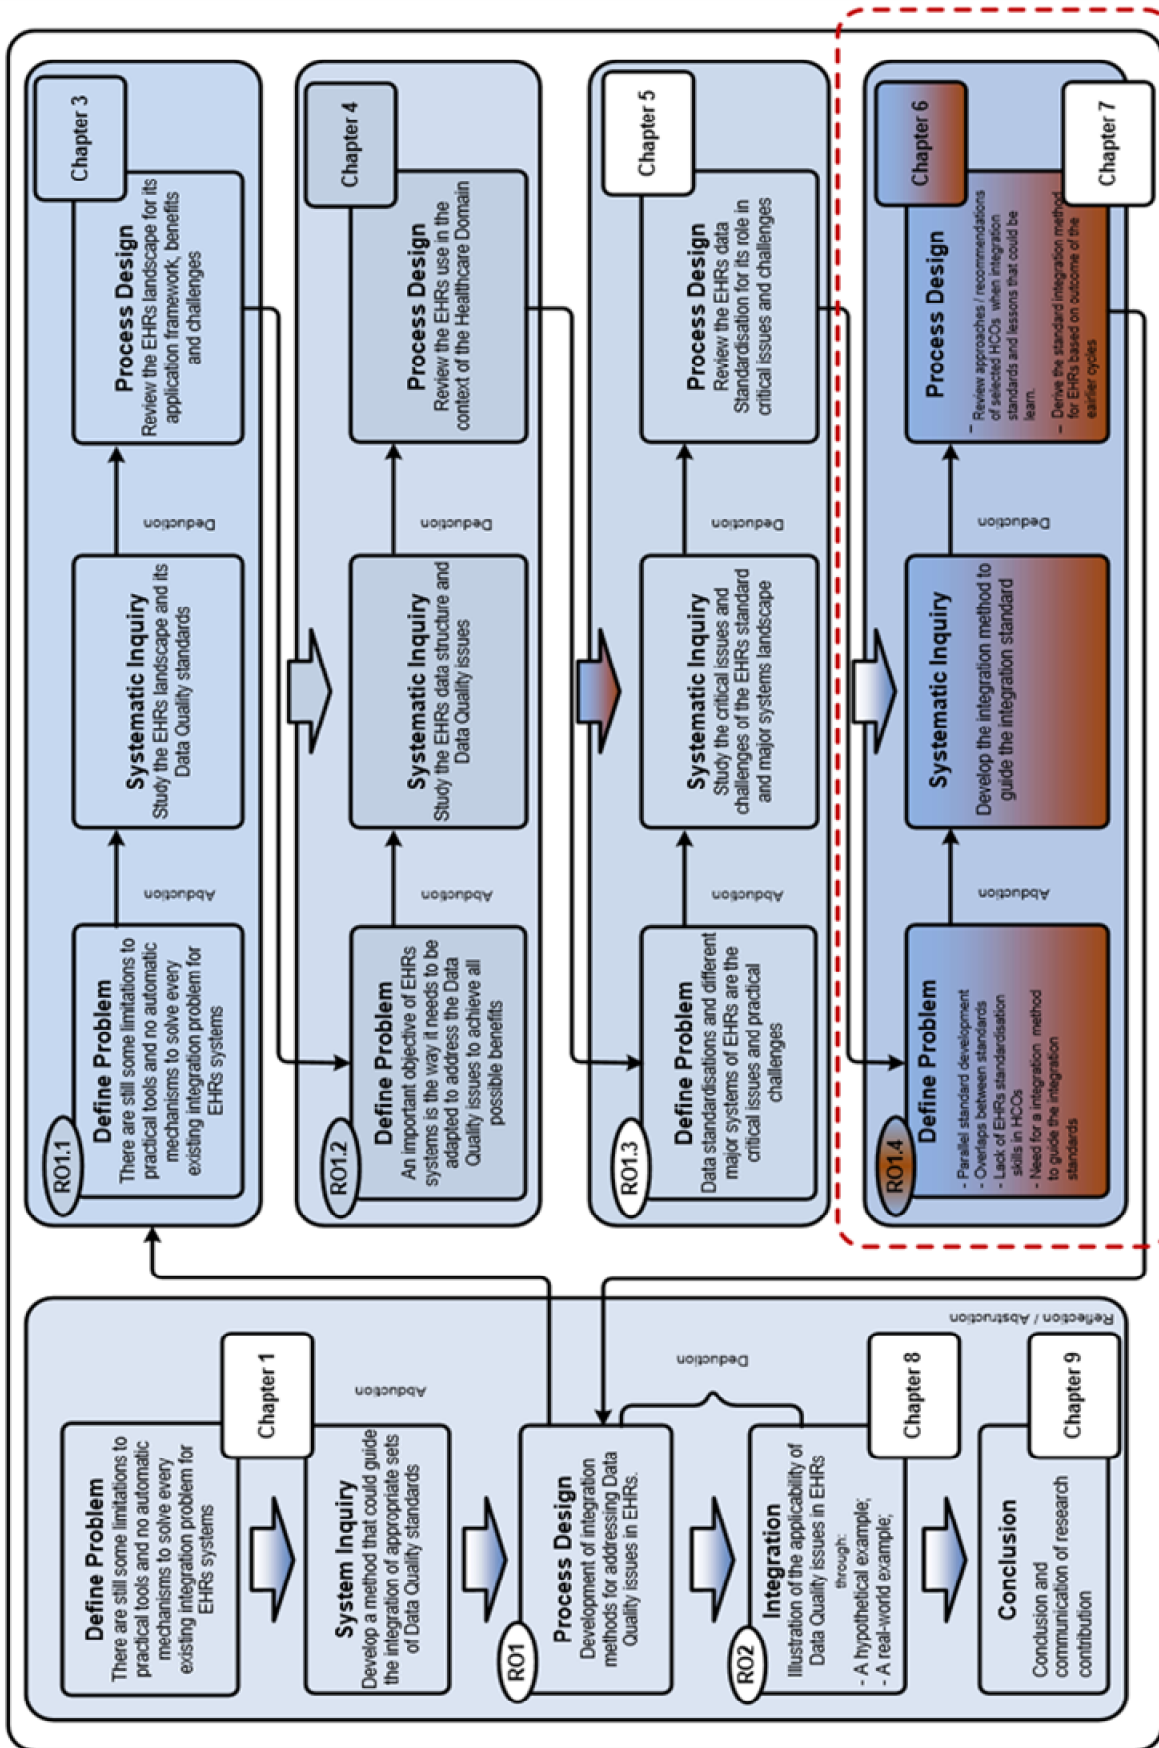 Define Problem
There are still some limitations to
practical tools and no automatic
mechanisms to solve every
existing integration problem for
EHRs systems
Chapter 1
Abduction
System Inquiry
Develop a method that could guide
the integration of appropriate sets
of Data Quality standards
RO1
Process Design
Development of integration
methods for addressing Data
Quality issues in EHRs.
Deduction
RO2
Integration
Illustration of the applicability of
Data Quality issues in EHRs
through:
- A hypothetical example;
- A real-world example;
Chapter 8
Conclusion
Conclusion and
communication of research
contribution
Chapter 9
Reflection / Abstruction
RO1.1
Define Problem
There are still some limitations to
practical tools and no automatic
mechanisms to solve every
existing integration problem for
EHRs systems
Abduction
Systematic Inquiry
Study the EHRs landscape and its
Data Quality standards
Deduction
Process Design
Review the EHRs landscape for its
application framework, benefits
and challenges
Chapter 3
RO1.2
Define Problem
An important objective of EHRs
systems is the way it needs to be
adapted to address the Data
Quality issues to achieve all
possible benefits
Abduction
Systematic Inquiry
Study the EHRs data structure and
Data Quality issues
Deduction
Process Design
Review the EHRs use in the
context of the Healthcare Domain
Chapter 4
RO1.3
Define Problem
Data standardisations and different
major systems of EHRs are the
critical issues and practical
challenges
Abduction
Systematic Inquiry
Study the critical issues and
challenges of the EHRs standard
and major systems landscape
Deduction
Process Design
Review the EHRs data
Standardisation for its role in
critical issues and challenges
Chapter 5
RO1.4
Define Problem
- Parallel standard development
- Overlaps between standards
- Lack of EHRs standardisation
skills in HCOs
- Need for a integration method
to guide the integration
standards
Abduction
Systematic Inquiry
Develop the integration method to
guide the integration standard
Deduction
Process Design
– Review approaches / recommendations
of selected HCOs when integration
standards and lessons that could be
learn.
– Derive the standard integration method
for EHRs based on outcome of the
eairlier cycles
Chapter 6
Chapter 7